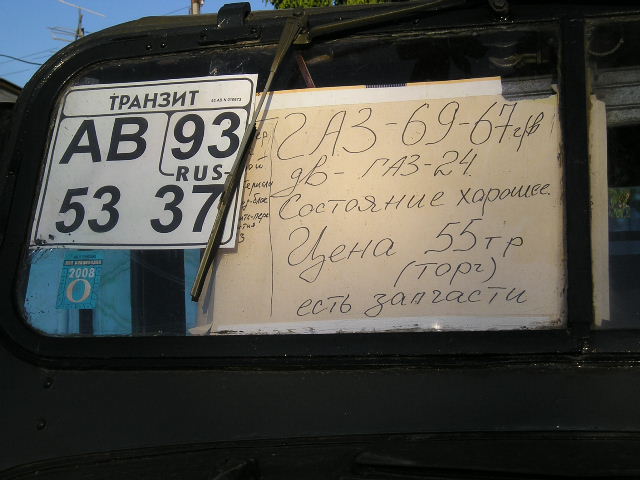 ТРАНЗИТ
АВ 93
RUS
53 37
2008
О
ГАЗ-69-67г/в
дв- ГАЗ-24.
Состояние харошее.
Цена 55тр
(торг)
есть запчасти